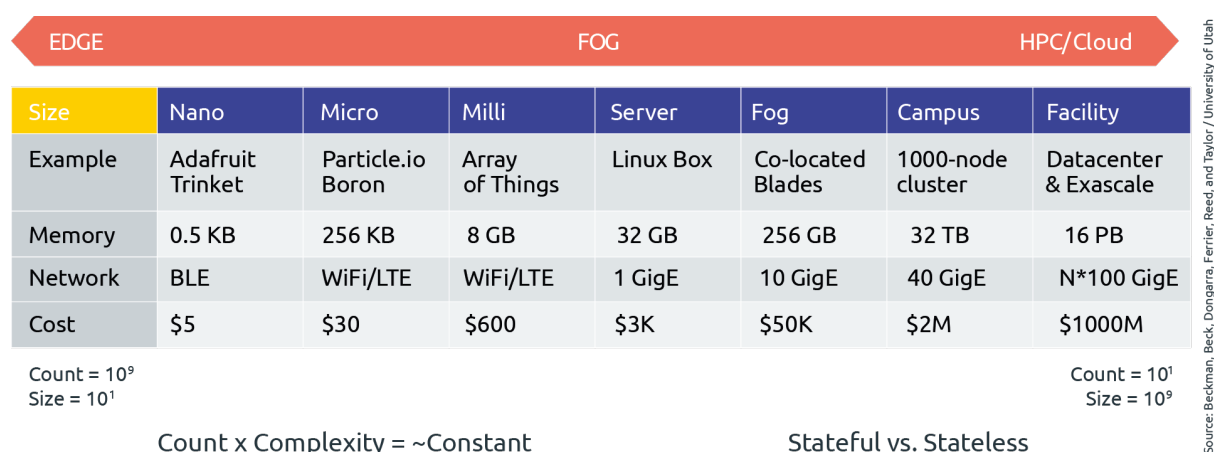 EDGE FOG HPC/Cloud
Size Nano Micro Milli Server Fog Campus Facility
Example Adafruit Particle.io Array Linux Box Co-located 1000-node Datacenter
Trinket Boron of Things Blades cluster & Exascale
Memory 0.5 KB 256 KB 8 GB 32 GB 256 GB 32 TB 16 PB
Network BLE WiFi/LTE WiFi/LTE 1 GigE 10 GigE 40 GigE N*100 GigE
Cost $5 $30 $600 $3K $50K $2M $1000M
Count = 10⁹ Count = 10¹
Size = 10¹ Size = 10⁹
Count x Complexity = ~Constant Stateful vs. Stateless
Source: Beckman, Beck, Dongarra, Ferrier, Reed, and Taylor / University of Utah